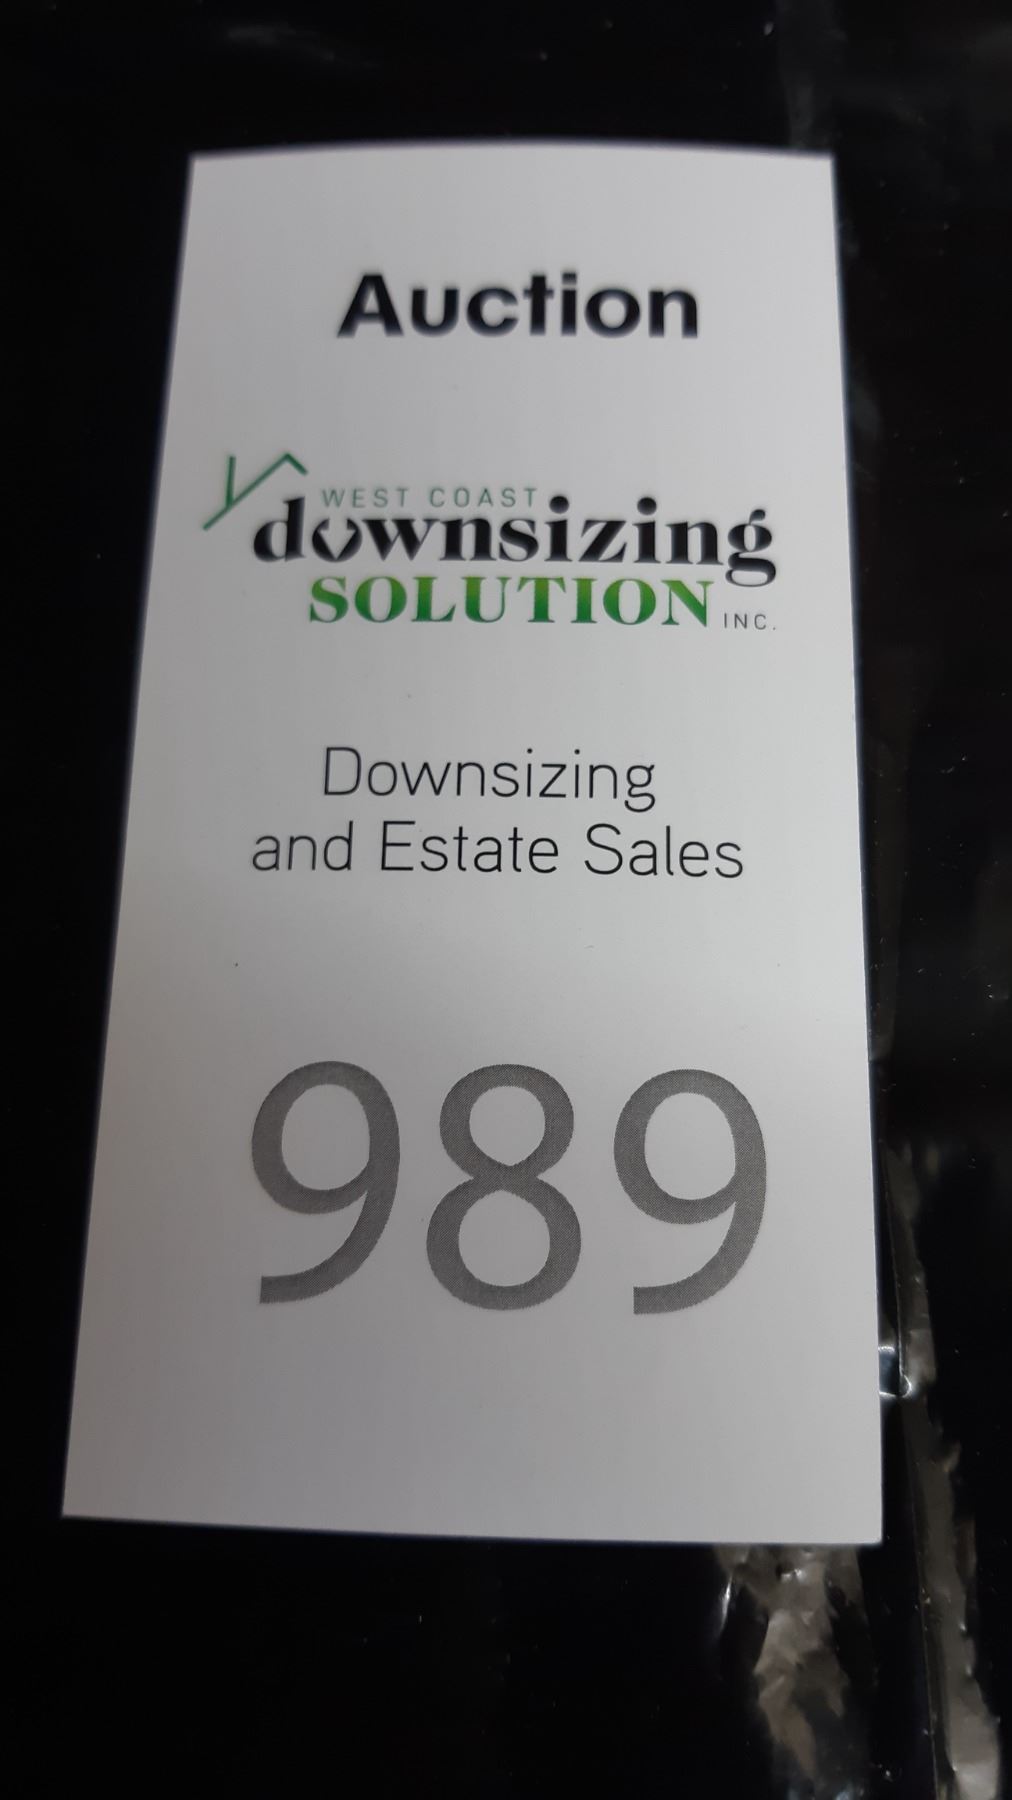 Auction
WEST COAST
downsizing
SOLUTION INC.
Downsizing
and Estate Sales
989